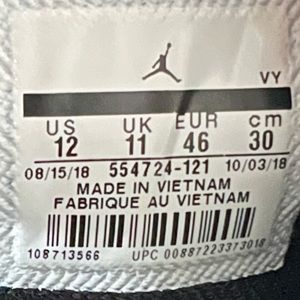 VY
US UK EUR cm
12 11 46 30
08/15/18 554724-121 10/03/18
MADE IN VIETNAM
FABRIQUE AU VIETNAM
108713566 UPC 00887223373018